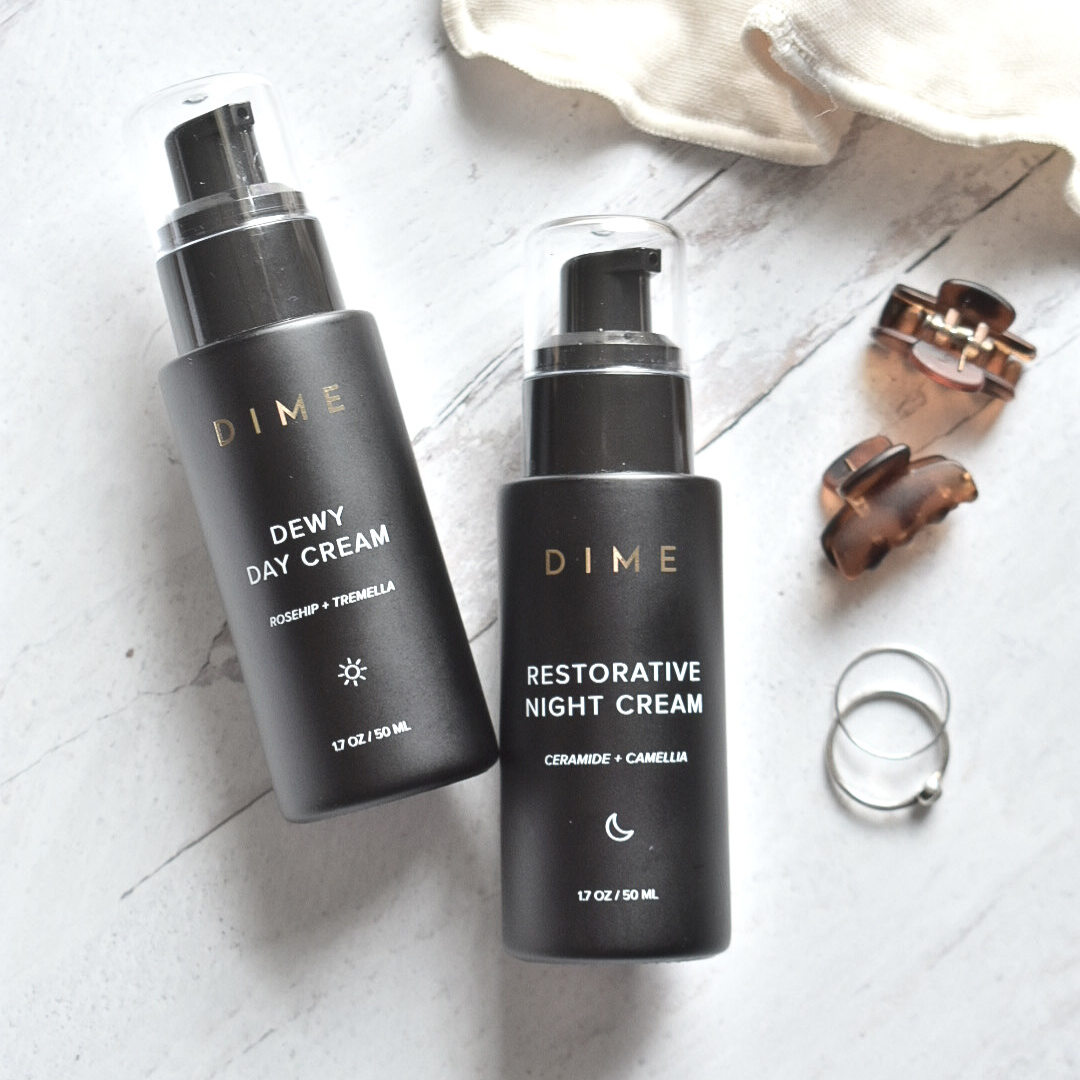 DIME
DEWY
DAY CREAM
ROSEHIP + TREMELLA
1.7 OZ / 50 ML
DIME
RESTORATIVE
NIGHT CREAM
CERAMIDE + CAMELLIA
1.7 OZ / 50 ML